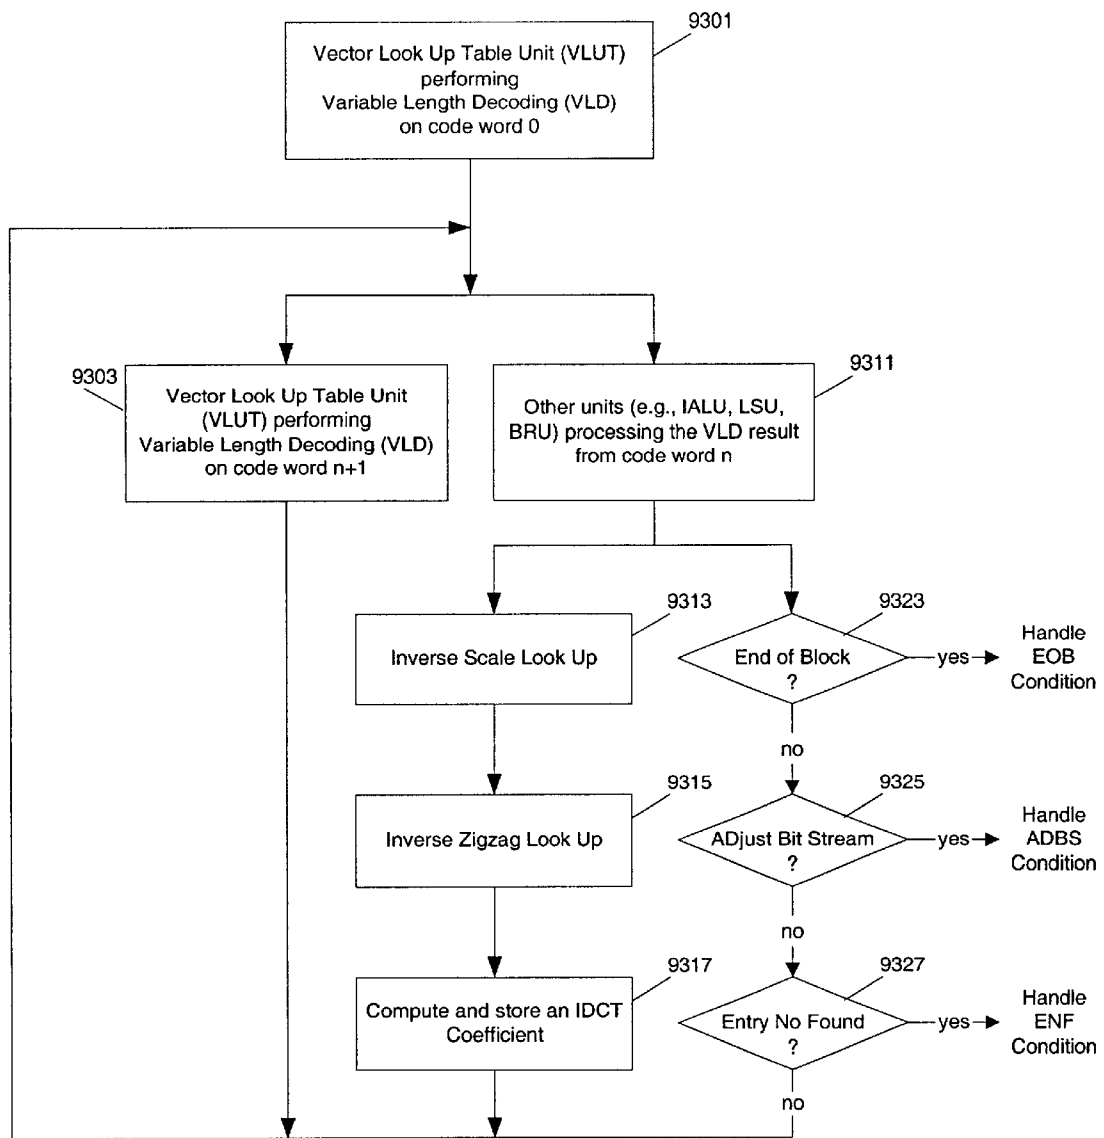 9301
Vector Look Up Table Unit (VLUT)
performing
Variable Length Decoding (VLD)
on code word 0
9303
Vector Look Up Table Unit
(VLUT) performing
Variable Length Decoding (VLD)
on code word n+1
9311
Other units (e.g., IALU, LSU,
BRU) processing the VLD result
from code word n
9313
Inverse Scale Look Up
9323
End of Block
?
yes
Handle
EOB
Condition
no
9315
Inverse Zigzag Look Up
9325
ADjust Bit Stream
?
yes
Handle
ADBS
Condition
no
9317
Compute and store an IDCT
Coefficient
9327
Entry No Found
?
yes
Handle
ENF
Condition
no